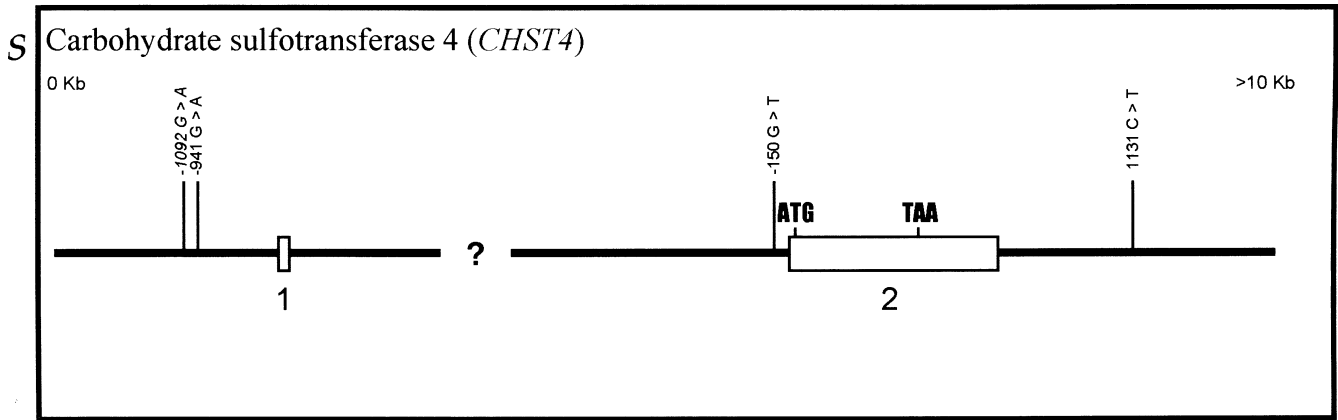 S
Carbohydrate sulfotransferase 4 (CHST4)
0 Kb
>10 Kb
-1092 G > A
-941 G > A
-150 G > T
1131 C > T
ATG
TAA
?
1
2